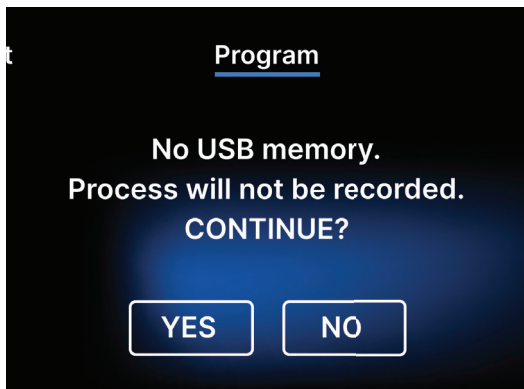 t
Program
No USB memory.
Process will not be recorded.
CONTINUE?
YES NO